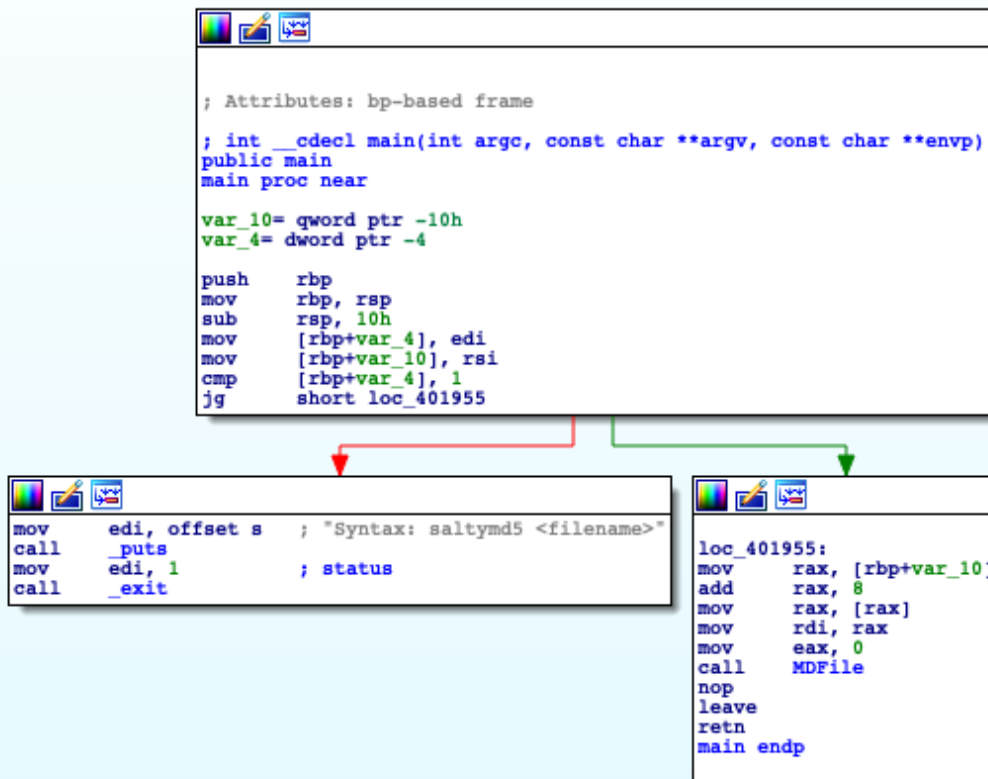 ; Attributes: bp-based frame
; int __cdecl main(int argc, const char **argv, const char **envp)
public main
main proc near
var_10= qword ptr -10h
var_4= dword ptr -4
push rbp
mov rbp, rsp
sub rsp, 10h
mov [rbp+var_4], edi
mov [rbp+var_10], rsi
cmp [rbp+var_4], 1
jg short loc_401955
mov edi, offset s ; "Syntax: saltymd5 <filename>"
call _puts
mov edi, 1 ; status
call _exit
loc_401955:
mov rax, [rbp+var_10]
add rax, 8
mov rax, [rax]
mov rdi, rax
mov eax, 0
call MDFile
nop
leave
retn
main endp